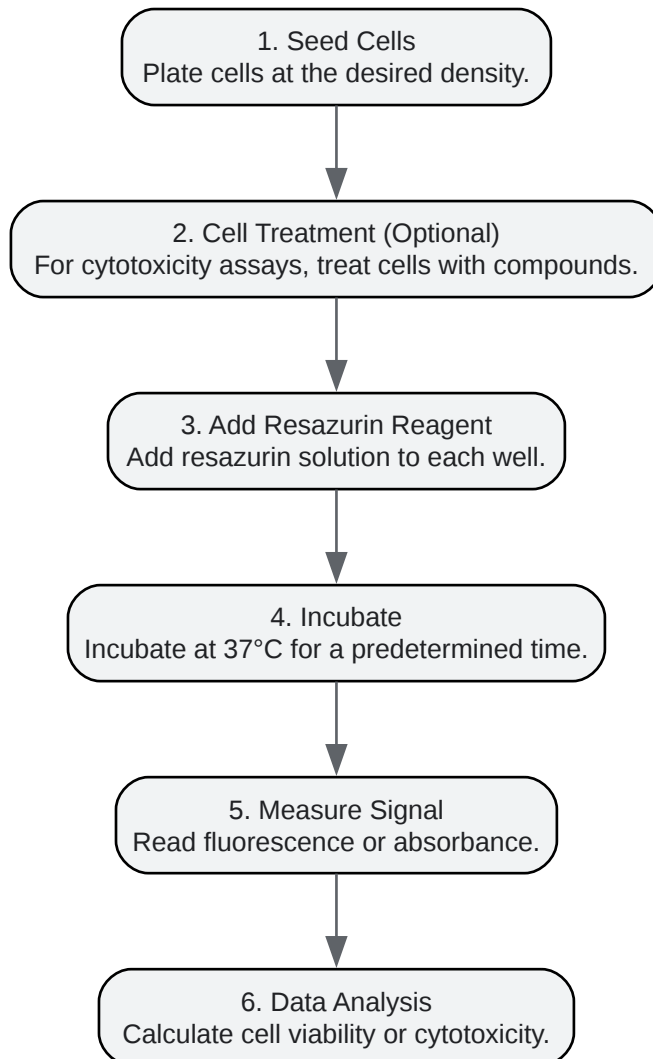 1. Seed Cells
Plate cells at the desired density.
2. Cell Treatment (Optional)
For cytotoxicity assays, treat cells with compounds.
3. Add Resazurin Reagent
Add resazurin solution to each well.
4. Incubate
Incubate at 37°C for a predetermined time.
5. Measure Signal
Read fluorescence or absorbance.
6. Data Analysis
Calculate cell viability or cytotoxicity.